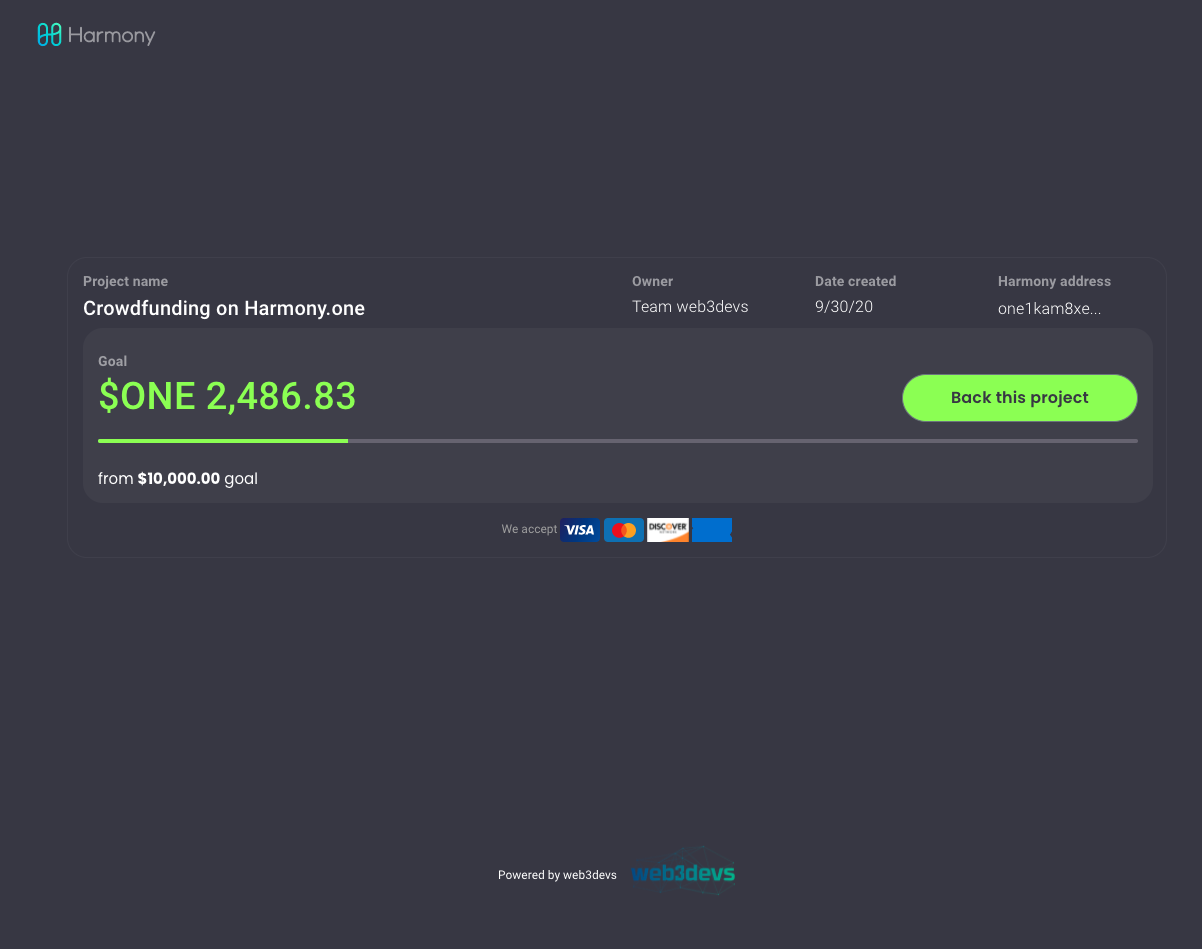 Harmony
Project name
Crowdfunding on Harmony.one
Owner
Team web3devs
Date created
9/30/20
Harmony address
one1kam8xe...
Goal
$ONE 2,486.83
Back this project
from $10,000.00 goal
We accept VISA DISCOVER
Powered by web3devs web3devs